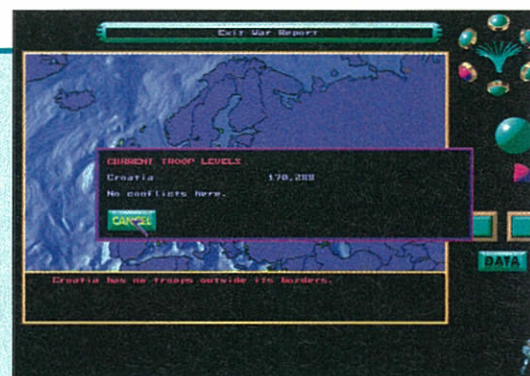 Exit War Report
CURRENT TROOP LEVELS
Croatia 170,288
No conflicts here.
CANCEL
DATA
Croatia has no troops outside its borders.